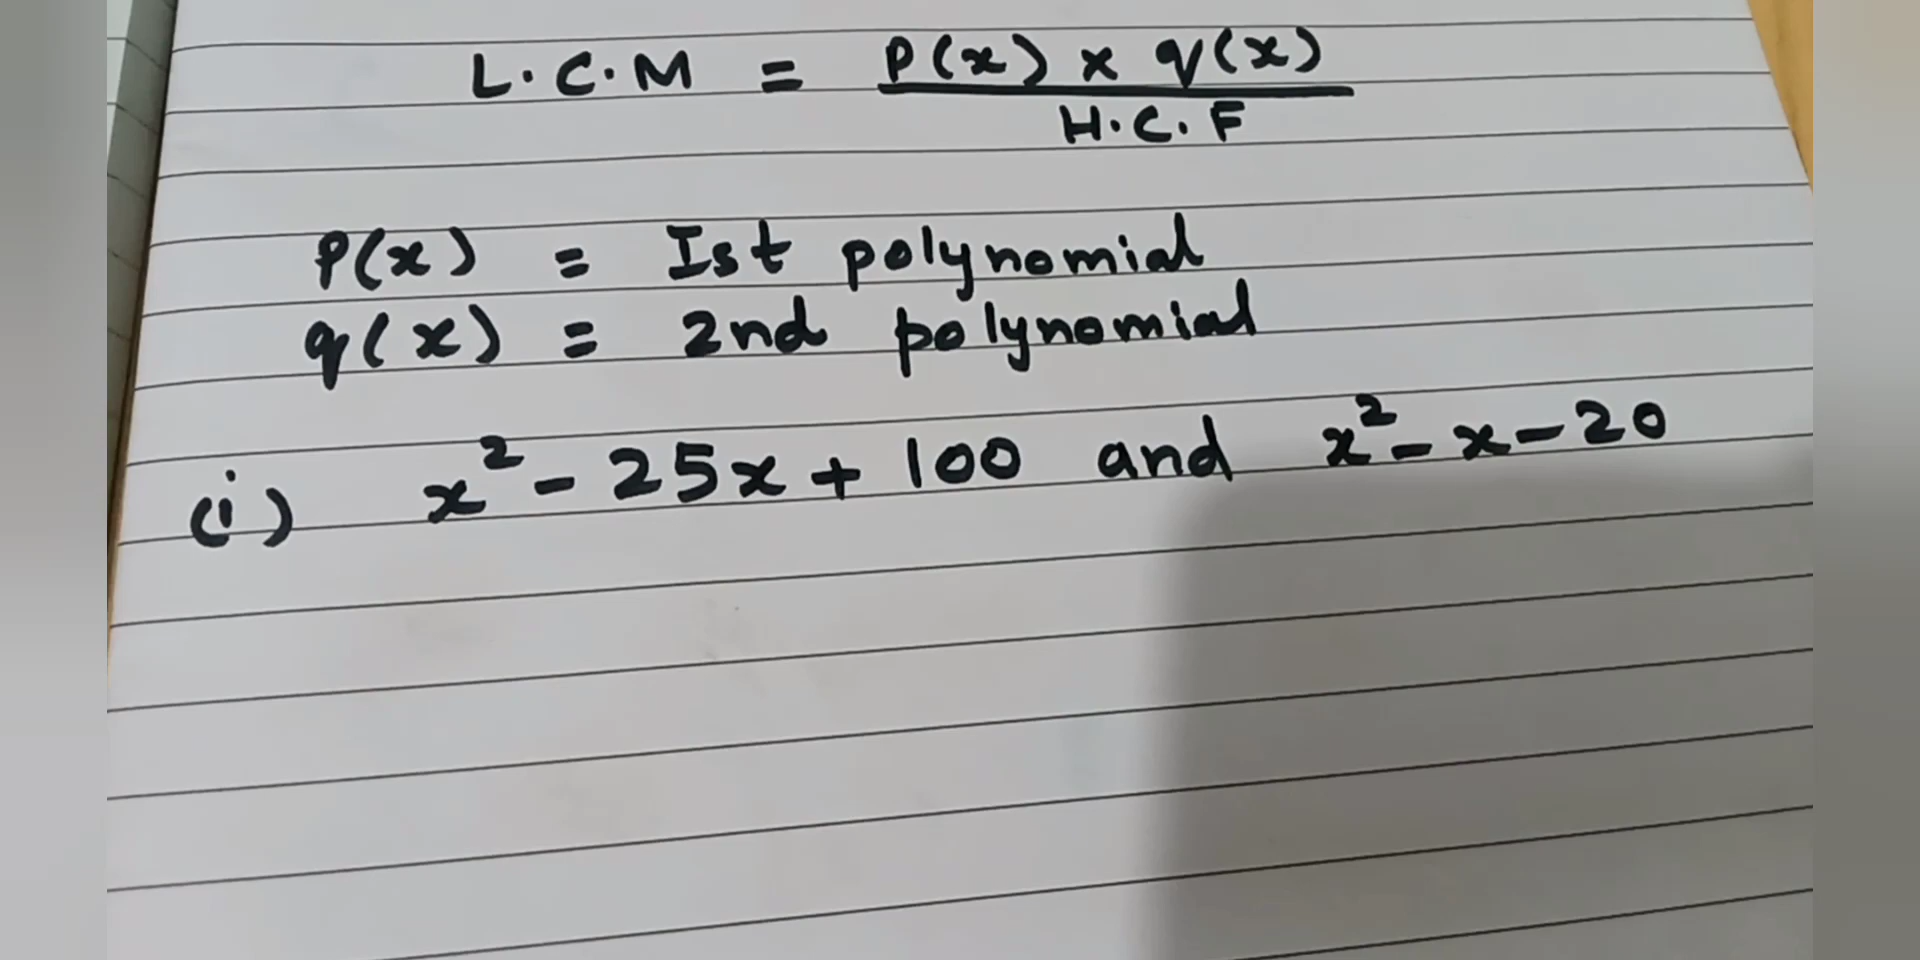 L.C.M = P(x) × q(x)
H.C.F
P(x) = Ist polynomial
q(x) = 2nd polynomial
(i) x² - 25x + 100 and x² - x - 20